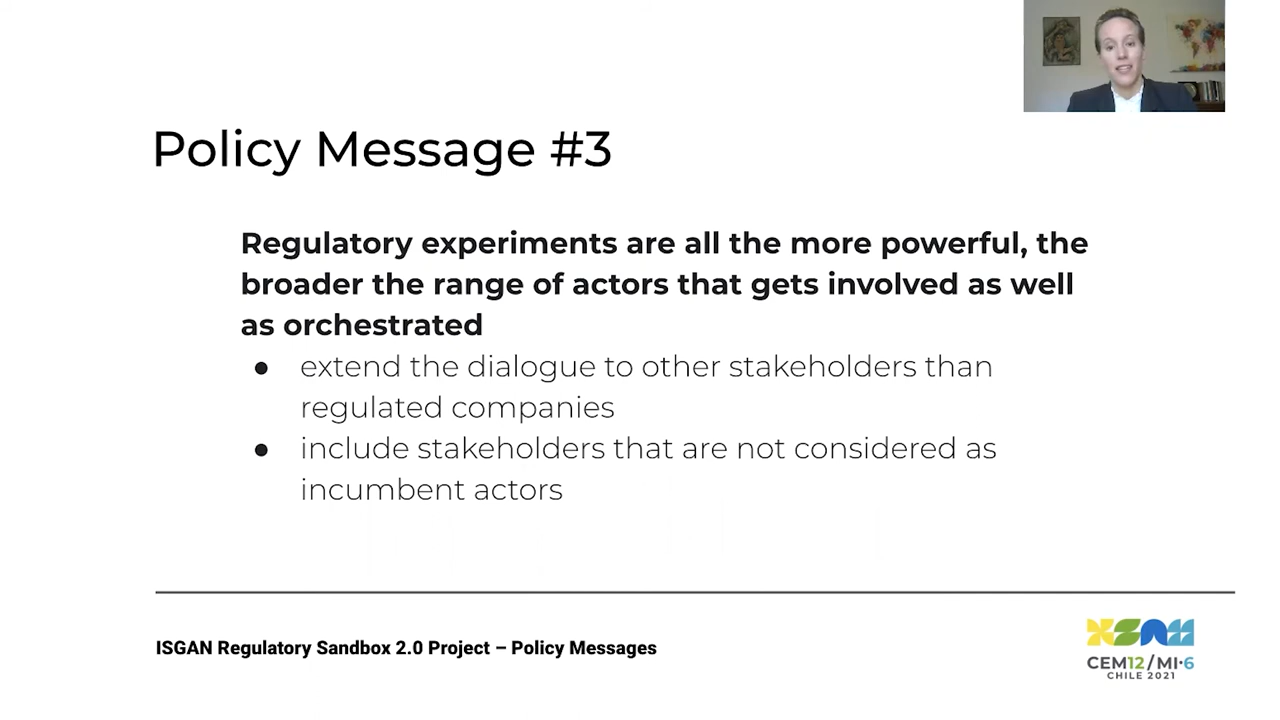 Policy Message #3
Regulatory experiments are all the more powerful, the
broader the range of actors that gets involved as well
as orchestrated
● extend the dialogue to other stakeholders than
regulated companies
● include stakeholders that are not considered as
incumbent actors
ISGAN Regulatory Sandbox 2.0 Project – Policy Messages
CEM12/MI·6
CHILE 2021